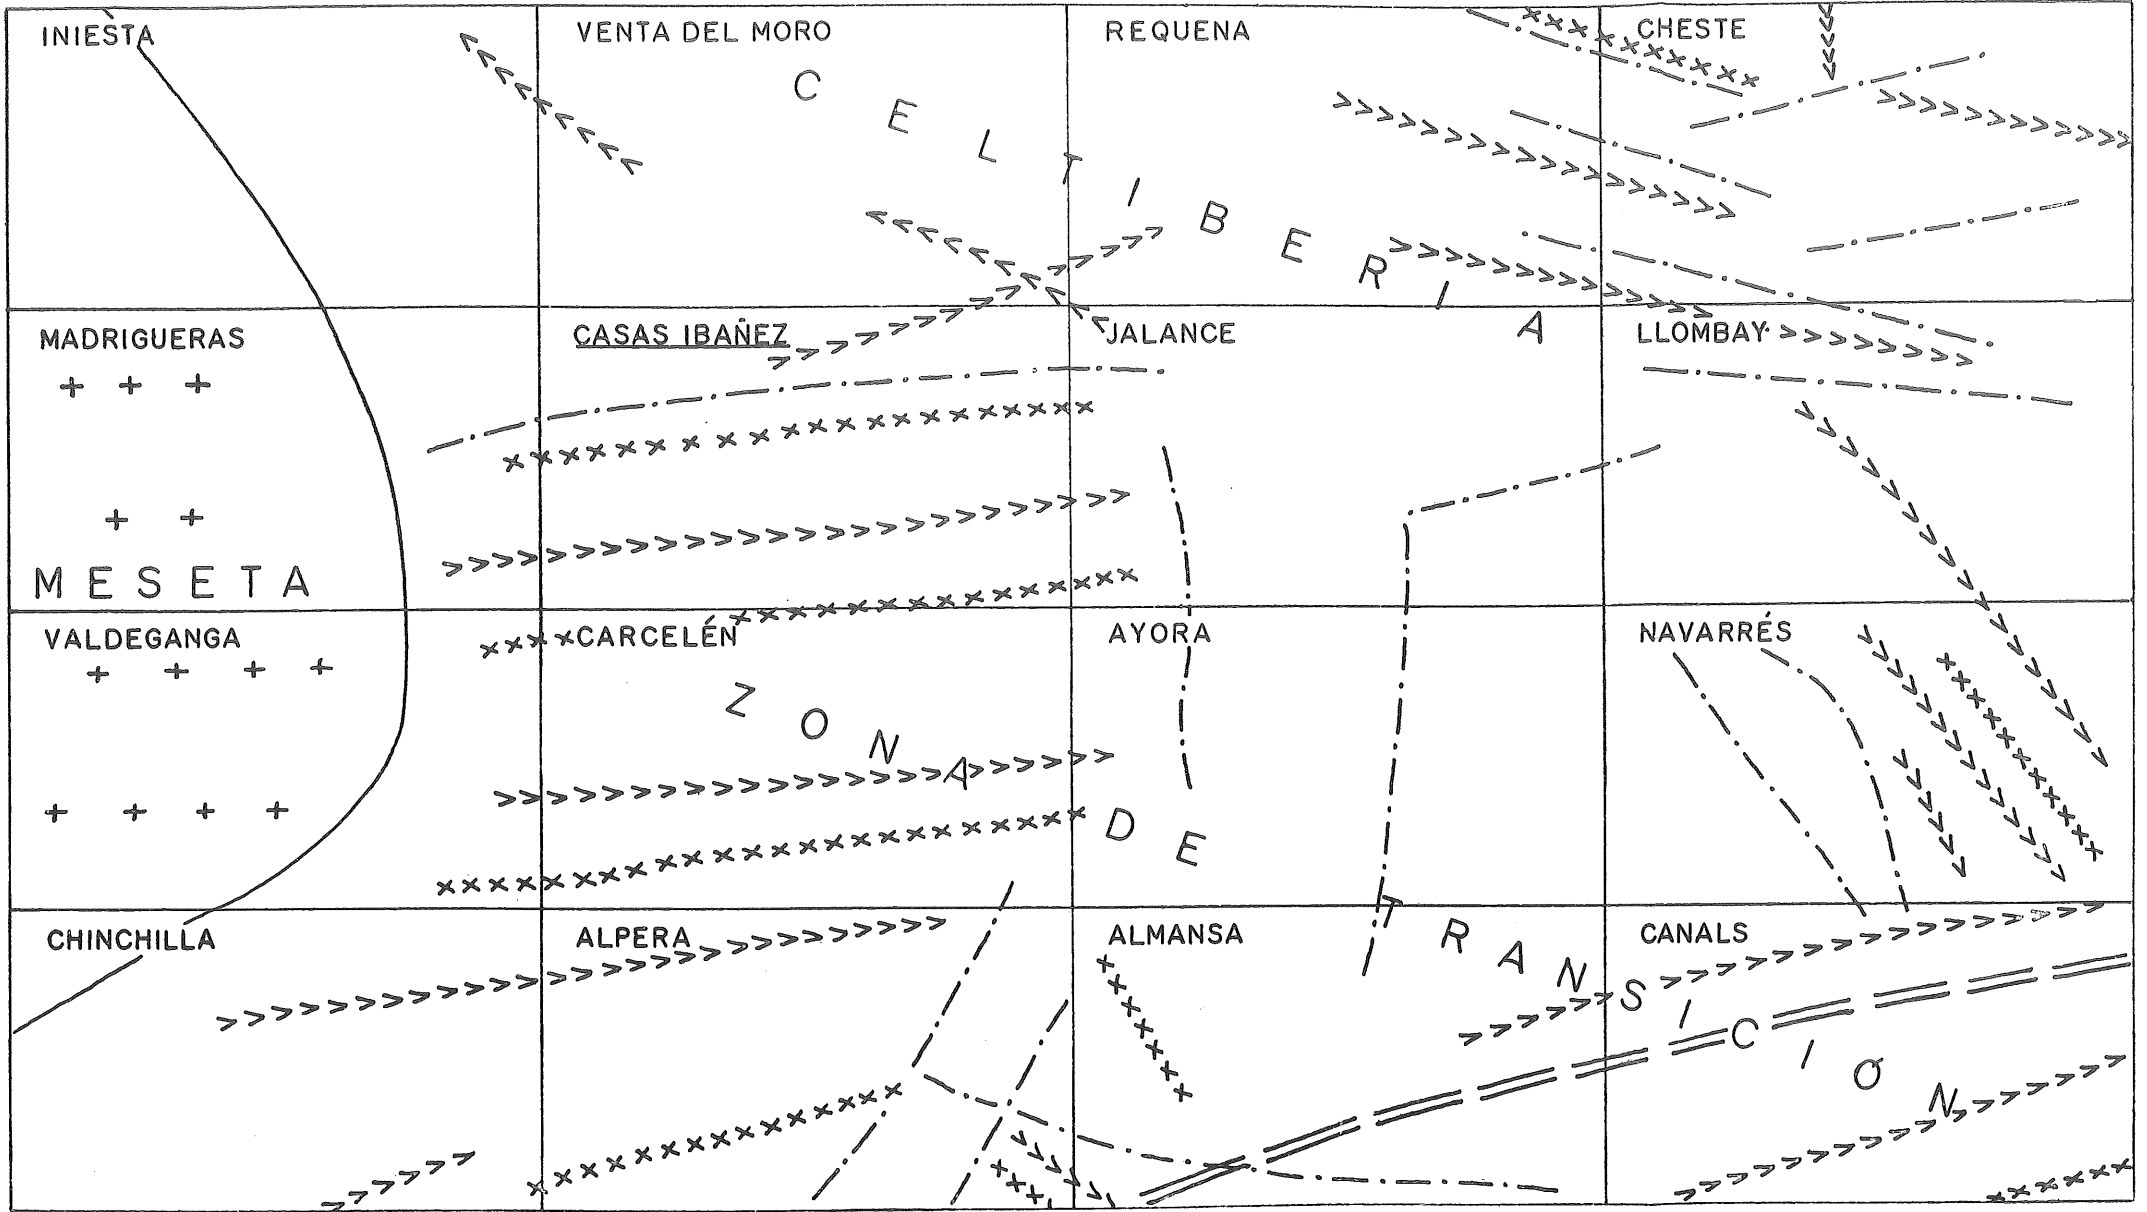 INIESTA
VENTA DEL MORO
REQUENA
CHESTE
CELTIBERIA
MADRIGUERAS
CASAS IBAÑEZ
JALANCE
LLOMBAY
MESETA
VALDEGANGA
CARCELÉN
AYORA
NAVARRÉS
ZONA DE TRANSICIÓN
CHINCHILLA
ALPERA
ALMANSA
CANALS